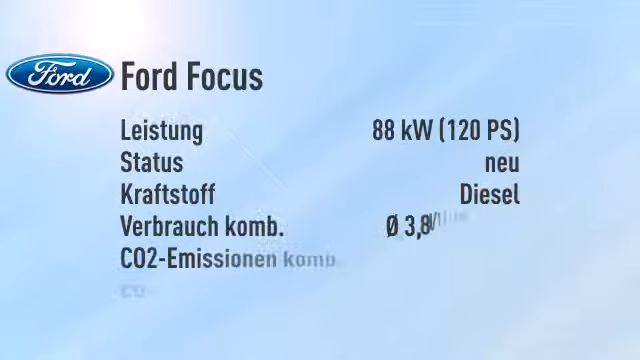 Ford
Ford Focus
Leistung 88 kW (120 PS)
Status neu
Kraftstoff Diesel
Verbrauch komb. Ø 3,8
CO2-Emissionen komb.